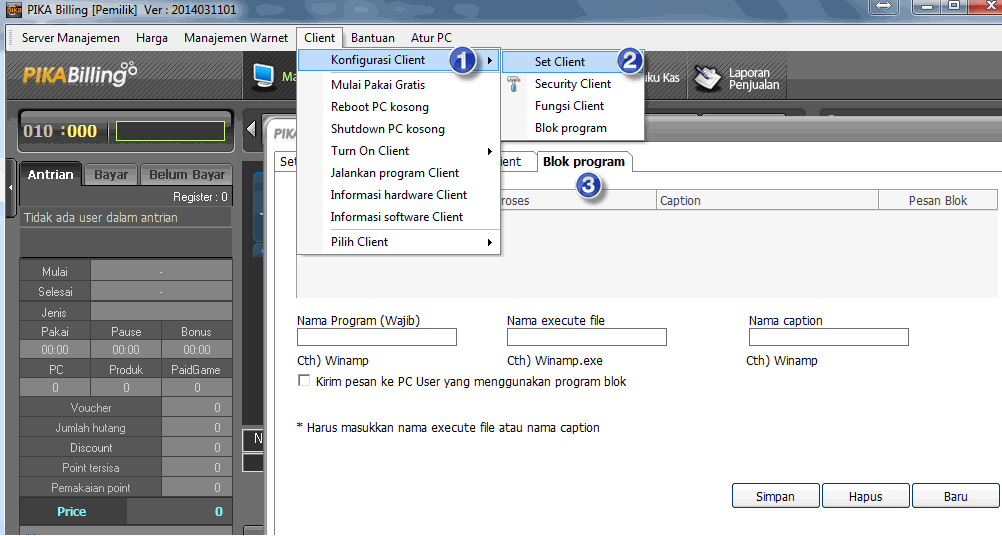 PIKA PIKA Billing [Pemilik] Ver : 2014031101
Server Manajemen Harga Manajemen Warnet Client Bantuan Atur PC
PIKABilling
Konfigurasi Client 1
Mulai Pakai Gratis
Reboot PC kosong
Shutdown PC kosong
Turn On Client
Jalankan program Client
Informasi hardware Client
Informasi software Client
Pilih Client
Set Client 2
Security Client
Fungsi Client
Blok program
Buku Kas
Laporan
Penjualan
010 :000
Antrian Bayar Belum Bayar
Register : 0
Tidak ada user dalam antrian
Mulai -
Selesai -
Jenis
Pakai Pause Bonus
00:00 00:00 00:00
PC Produk PaidGame
0 0 0
Voucher 0
Jumlah hutang 0
Discount 0
Point tersisa 0
Pemakaian point 0
Price 0
PIK
Set ient Blok program
3
roses Caption Pesan Blok
Nama Program (Wajib) Nama execute file Nama caption
Cth) Winamp Cth) Winamp.exe Cth) Winamp
Kirim pesan ke PC User yang menggunakan program blok
* Harus masukkan nama execute file atau nama caption
N
Simpan Hapus Baru